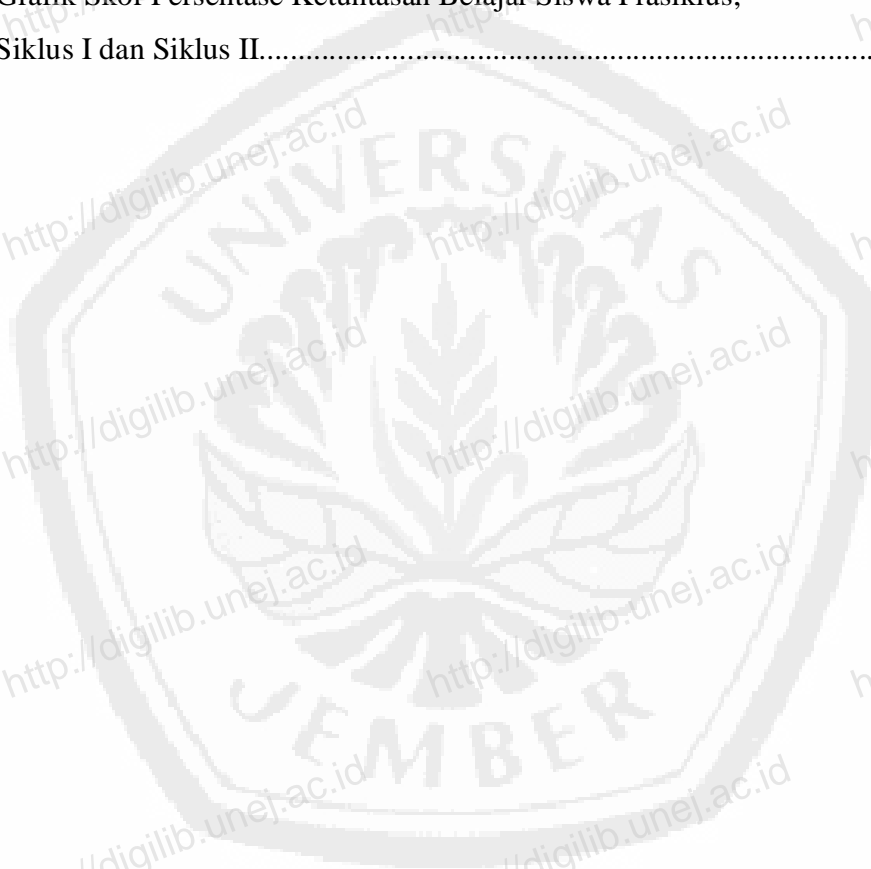 Grafik Skor Persentase Ketuntasan Belajar Siswa Prasiklus,
Siklus I dan Siklus II................................................................................
http://digilib.unej.ac.id
http://digilib.unej.ac.id
UNIVERSITAS
http://digilib.unej.ac.id
http://digilib.unej.ac.id
http://digilib.unej.ac.id
http://digilib.unej.ac.id
JEMBER
http://digilib.unej.ac.id
http://digilib.unej.ac.id